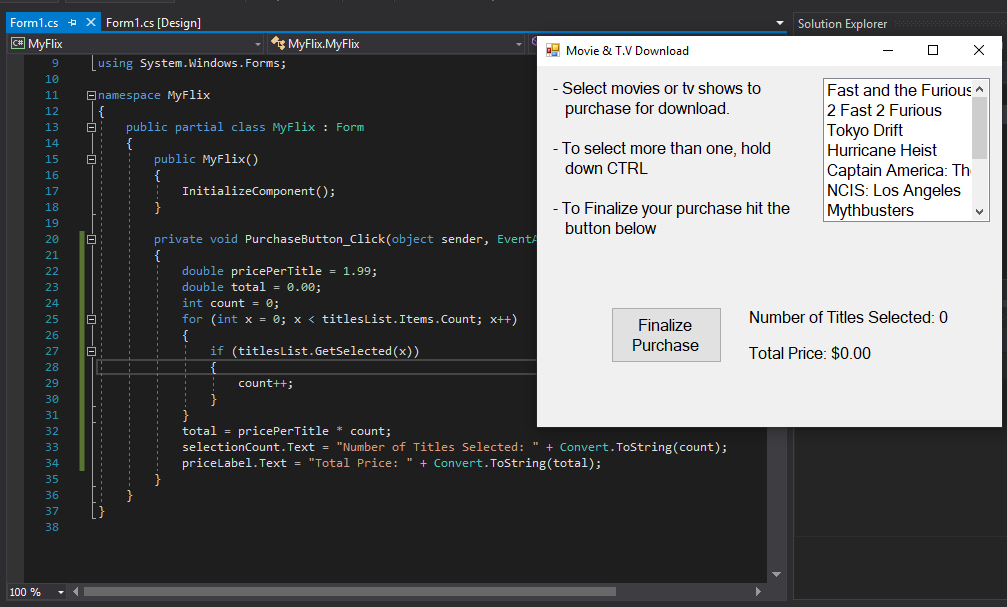 Form1.cs
Form1.cs [Design]
Solution Explorer
C# MyFlix
MyFlix.MyFlix
9 using System.Windows.Forms;
10
11 namespace MyFlix
12 {
13 public partial class MyFlix : Form
14 {
15 public MyFlix()
16 {
17 InitializeComponent();
18 }
19
20 private void PurchaseButton_Click(object sender, EventA
21 {
22 double pricePerTitle = 1.99;
23 double total = 0.00;
24 int count = 0;
25 for (int x = 0; x < titlesList.Items.Count; x++)
26 {
27 if (titlesList.GetSelected(x))
28 {
29 count++;
30 }
31 }
32 total = pricePerTitle * count;
33 selectionCount.Text = "Number of Titles Selected: " + Convert.ToString(count);
34 priceLabel.Text = "Total Price: " + Convert.ToString(total);
35 }
36 }
37 }
38
100 %
Movie & T.V Download
- Select movies or tv shows to
purchase for download.
- To select more than one, hold
down CTRL
- To Finalize your purchase hit the
button below
Fast and the Furious
2 Fast 2 Furious
Tokyo Drift
Hurricane Heist
Captain America: Th
NCIS: Los Angeles
Mythbusters
Finalize
Purchase
Number of Titles Selected: 0
Total Price: $0.00